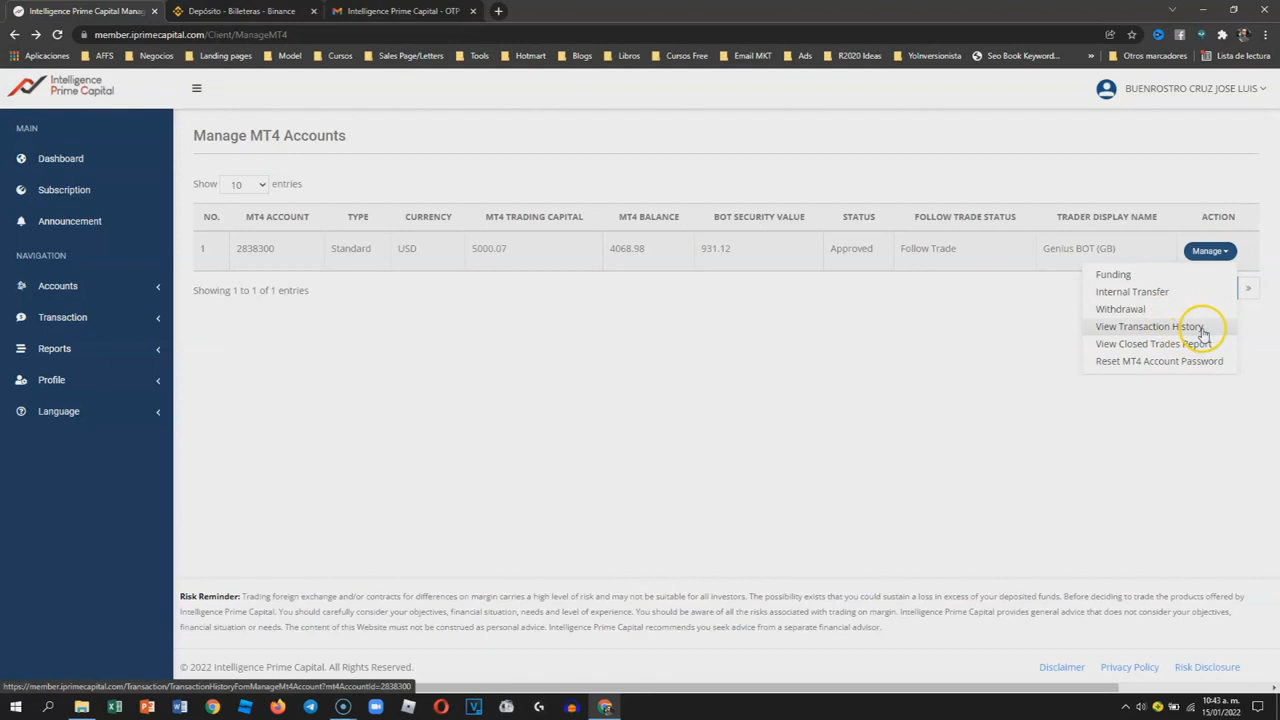 Intelligence Prime Capital Manag
Depósito - Billeteras - Binance
Intelligence Prime Capital - OTP
member.iprimecapital.com/Client/ManageMT4
Aplicaciones AFFS Negocios Landing pages Model Cursos Sales Page/Letters Tools Hotmart Blogs Libros Cursos Free Email MKT Ads R2020 Ideas YoInversionista Seo Book Keyword... » Otros marcadores Lista de lectura
Intelligence
Prime Capital
BUENROSTRO CRUZ JOSE LUIS
MAIN
Dashboard
Subscription
Announcement
NAVIGATION
Accounts
Transaction
Reports
Profile
Language
Manage MT4 Accounts
Show 10 entries
NO. MT4 ACCOUNT TYPE CURRENCY MT4 TRADING CAPITAL MT4 BALANCE BOT SECURITY VALUE STATUS FOLLOW TRADE STATUS TRADER DISPLAY NAME ACTION
1 2838300 Standard USD 5000.07 4068.98 931.12 Approved Follow Trade Genius BOT (GB) Manage
Showing 1 to 1 of 1 entries
»
Funding
Internal Transfer
Withdrawal
View Transaction History
View Closed Trades Report
Reset MT4 Account Password
Risk Reminder: Trading foreign exchange and/or contracts for differences on margin carries a high level of risk and may not be suitable for all investors. The possibility exists that you could sustain a loss in excess of your deposited funds. Before deciding to trade the products offered by
Intelligence Prime Capital. You should carefully consider your objectives, financial situation, needs and level of experience. You should be aware of all the risks associated with trading on margin. Intelligence Prime Capital provides general advice that does not consider your objectives,
financial situation or needs. The content of this Website must not be construed as personal advice. Intelligence Prime Capital recommends you seek advice from a separate financial advisor.
© 2022 Intelligence Prime Capital. All Rights Reserved.
Disclaimer Privacy Policy Risk Disclosure
https://member.iprimecapital.com/Transaction/TransactionHistoryFomManageMt4Account?mt4AccountId=2838300
10:43 a. m.
15/01/2022